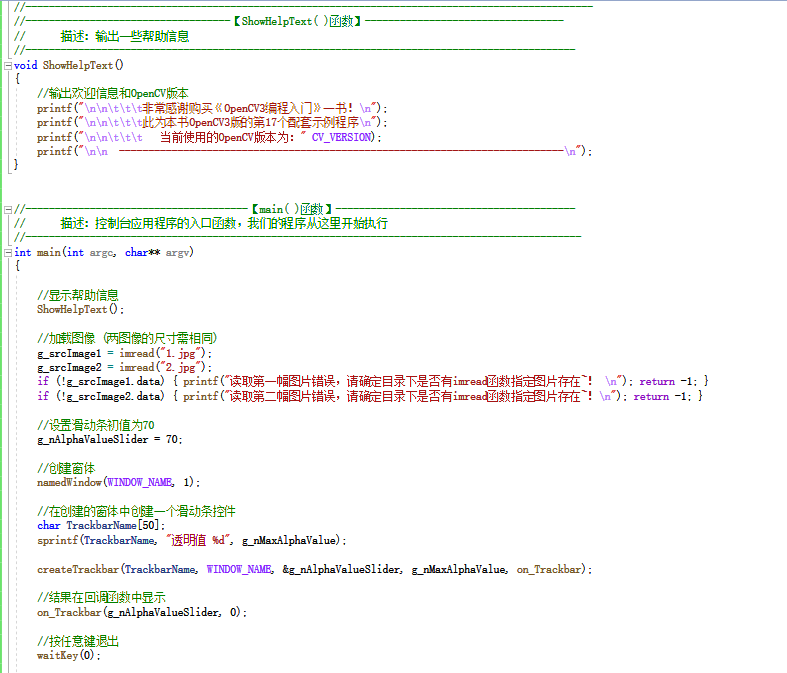 //--------------------------------------------------------------------------------------------------
//-----------------------------------【ShowHelpText( )函数】----------------------------------
//      描述：输出一些帮助信息
//----------------------------------------------------------------------------------------------
void ShowHelpText()
{
//输出欢迎信息和OpenCV版本
printf("\n\n\t\t\t非常感谢购买《OpenCV3编程入门》一书！\n");
printf("\n\n\t\t\t此为本书OpenCV3版的第17个配套示例程序\n");
printf("\n\n\t\t\t   当前使用的OpenCV版本为：" CV_VERSION);
printf("\n\n  ----------------------------------------------------------------------------\n");
}
//--------------------------------------【main( )函数】-----------------------------------------
//      描述：控制台应用程序的入口函数，我们的程序从这里开始执行
//-----------------------------------------------------------------------------------------------
int main(int argc, char** argv)
{
//显示帮助信息
ShowHelpText();
//加载图像 (两图像的尺寸需相同)
g_srcImage1 = imread("1.jpg");
g_srcImage2 = imread("2.jpg");
if (!g_srcImage1.data) { printf("读取第一幅图片错误，请确定目录下是否有imread函数指定图片存在~！ \n"); return -1; }
if (!g_srcImage2.data) { printf("读取第二幅图片错误，请确定目录下是否有imread函数指定图片存在~！\n"); return -1; }
//设置滑动条初值为70
g_nAlphaValueSlider = 70;
//创建窗体
namedWindow(WINDOW_NAME, 1);
//在创建的窗体中创建一个滑动条控件
char TrackbarName[50];
sprintf(TrackbarName, "透明值 %d", g_nMaxAlphaValue);
createTrackbar(TrackbarName, WINDOW_NAME, &g_nAlphaValueSlider, g_nMaxAlphaValue, on_Trackbar);
//结果在回调函数中显示
on_Trackbar(g_nAlphaValueSlider, 0);
//按任意键退出
waitKey(0);